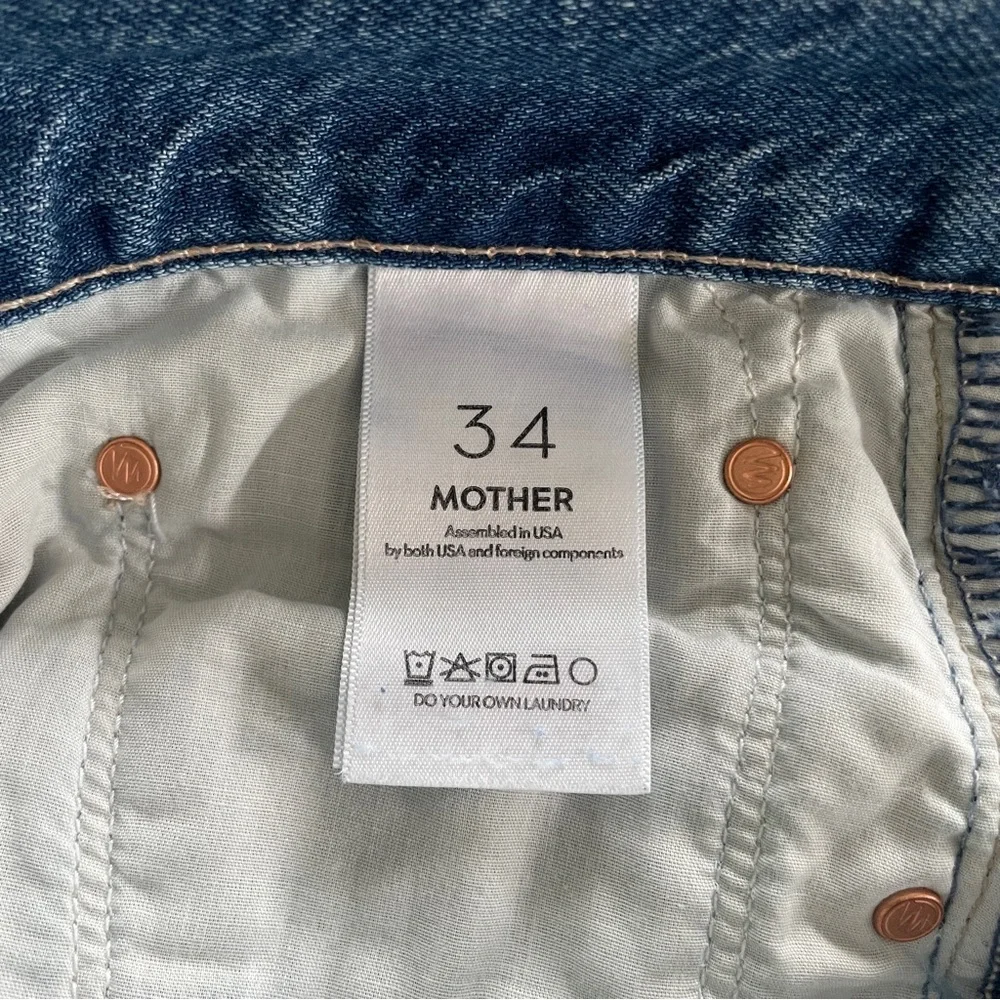 34
MOTHER
Assembled in USA
by both USA and foreign components
DO YOUR OWN LAUNDRY